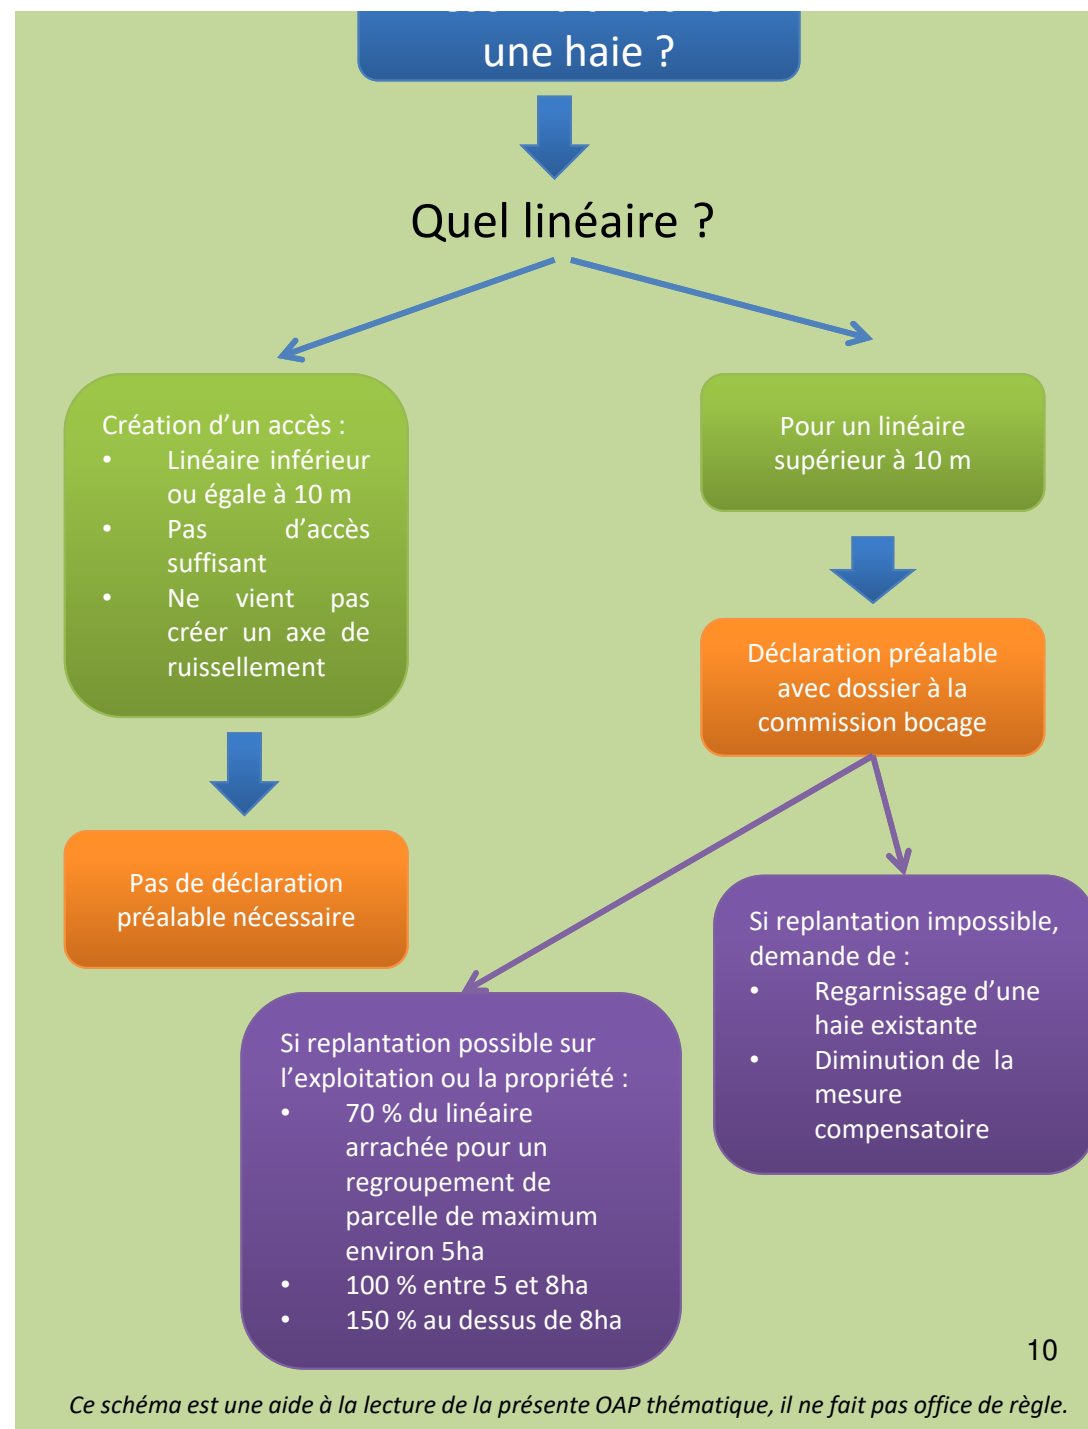 une haie ?
Quel linéaire ?
Création d’un accès :
• Linéaire inférieur
ou égale à 10 m
• Pas d’accès
suffisant
• Ne vient pas
créer un axe de
ruissellement
Pas de déclaration
préalable nécessaire
Pour un linéaire
supérieur à 10 m
Déclaration préalable
avec dossier à la
commission bocage
Si replantation possible sur
l’exploitation ou la propriété :
• 70 % du linéaire
arrachée pour un
regroupement de
parcelle de maximum
environ 5ha
• 100 % entre 5 et 8ha
• 150 % au dessus de 8ha
Si replantation impossible,
demande de :
• Regarnissage d’une
haie existante
• Diminution de la
mesure
compensatoire
10
Ce schéma est une aide à la lecture de la présente OAP thématique, il ne fait pas office de règle.